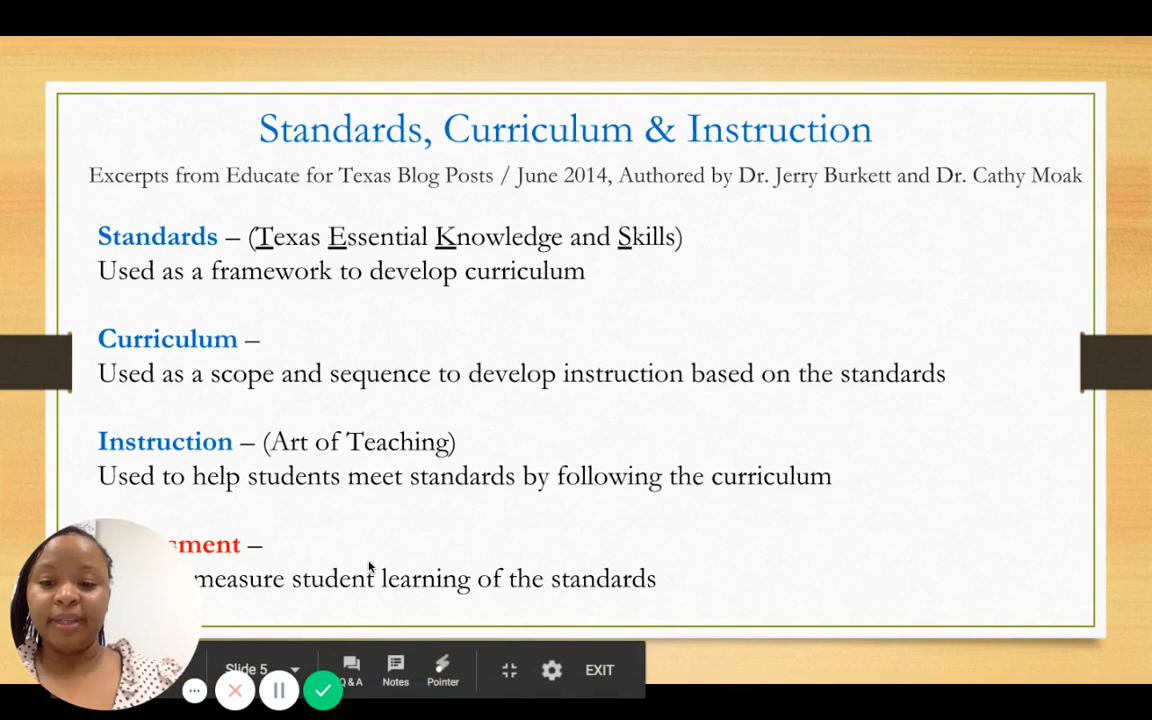 Standards, Curriculum & Instruction
Excerpts from Educate for Texas Blog Posts / June 2014, Authored by Dr. Jerry Burkett and Dr. Cathy Moak
Standards – (Texas Essential Knowledge and Skills)
Used as a framework to develop curriculum
Curriculum –
Used as a scope and sequence to develop instruction based on the standards
Instruction – (Art of Teaching)
Used to help students meet standards by following the curriculum
–
measure student learning of the standards
Slide 5
Q&A Notes Pointer EXIT